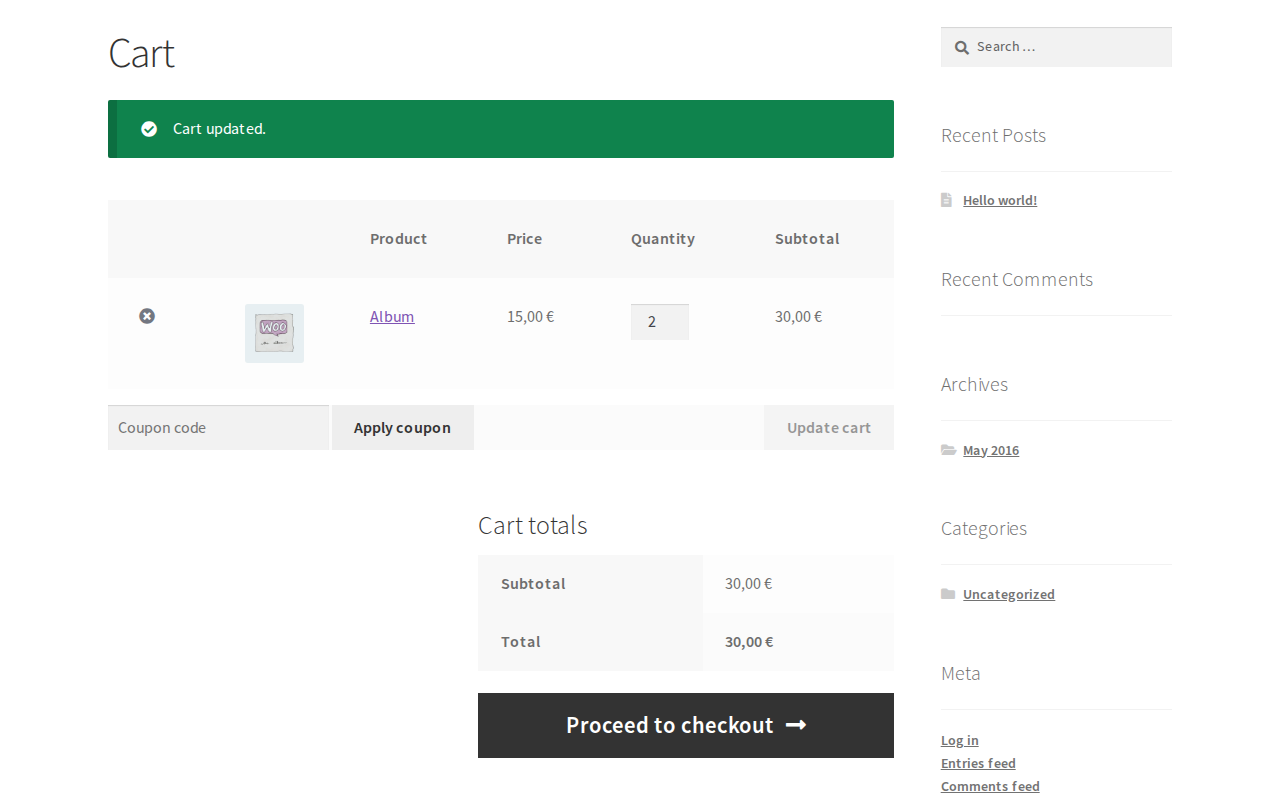 Cart
Search …
Cart updated.
Recent Posts
Hello world!
Product Price Quantity Subtotal
Recent Comments
WOO
Album 15,00 € 2 30,00 €
Archives
Coupon code Apply coupon Update cart
May 2016
Cart totals
Categories
Subtotal 30,00 €
Uncategorized
Total 30,00 €
Meta
Proceed to checkout
Log in
Entries feed
Comments feed